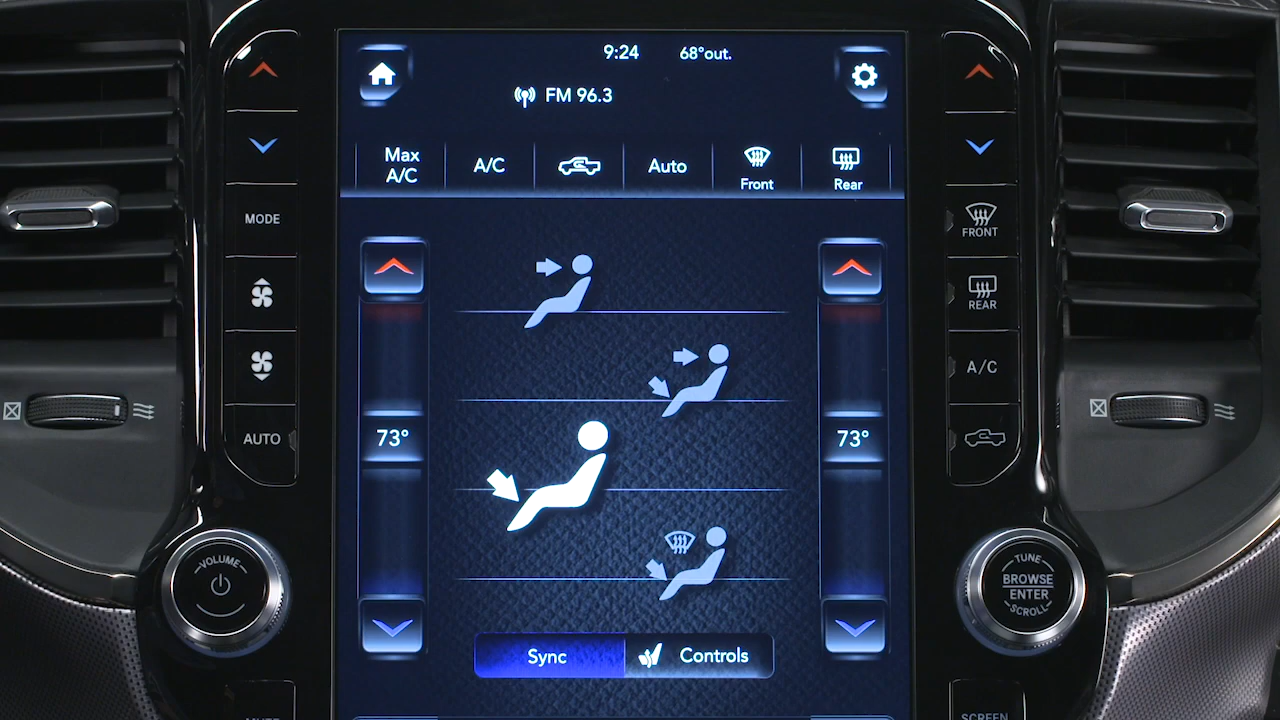 9:24 68°out.
FM 96.3
Max
A/C
A/C
Auto
Front
Rear
MODE
AUTO
FRONT
REAR
A/C
73°
73°
VOLUME
TUNE
BROWSE
ENTER
SCROLL
Sync
Controls
MUTE
SCREEN